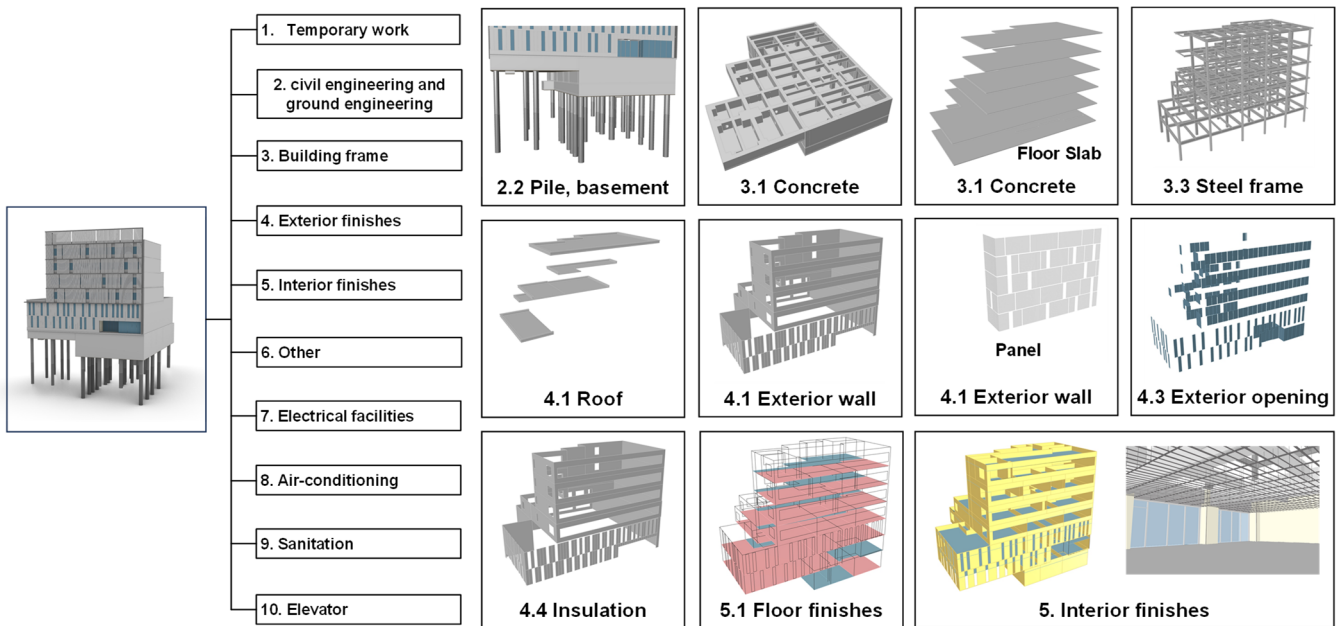 1. Temporary work
2. civil engineering and
ground engineering
3. Building frame
4. Exterior finishes
5. Interior finishes
6. Other
7. Electrical facilities
8. Air-conditioning
9. Sanitation
10. Elevator
2.2 Pile, basement
3.1 Concrete
Floor Slab
3.1 Concrete
3.3 Steel frame
4.1 Roof
4.1 Exterior wall
Panel
4.1 Exterior wall
4.3 Exterior opening
4.4 Insulation
5.1 Floor finishes
5. Interior finishes